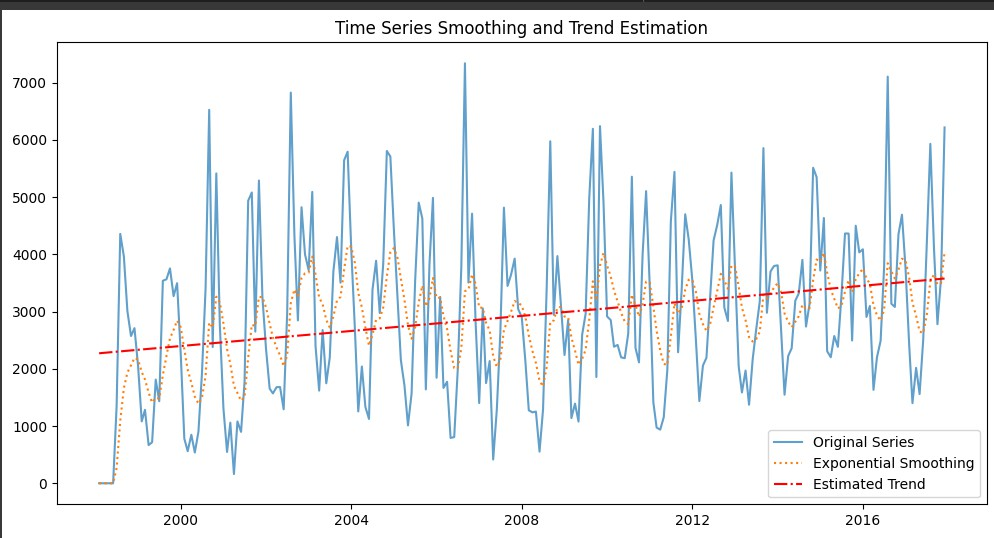 Time Series Smoothing and Trend Estimation
7000
6000
5000
4000
3000
2000
1000
0
2000 2004 2008 2012 2016
Original Series
Exponential Smoothing
Estimated Trend